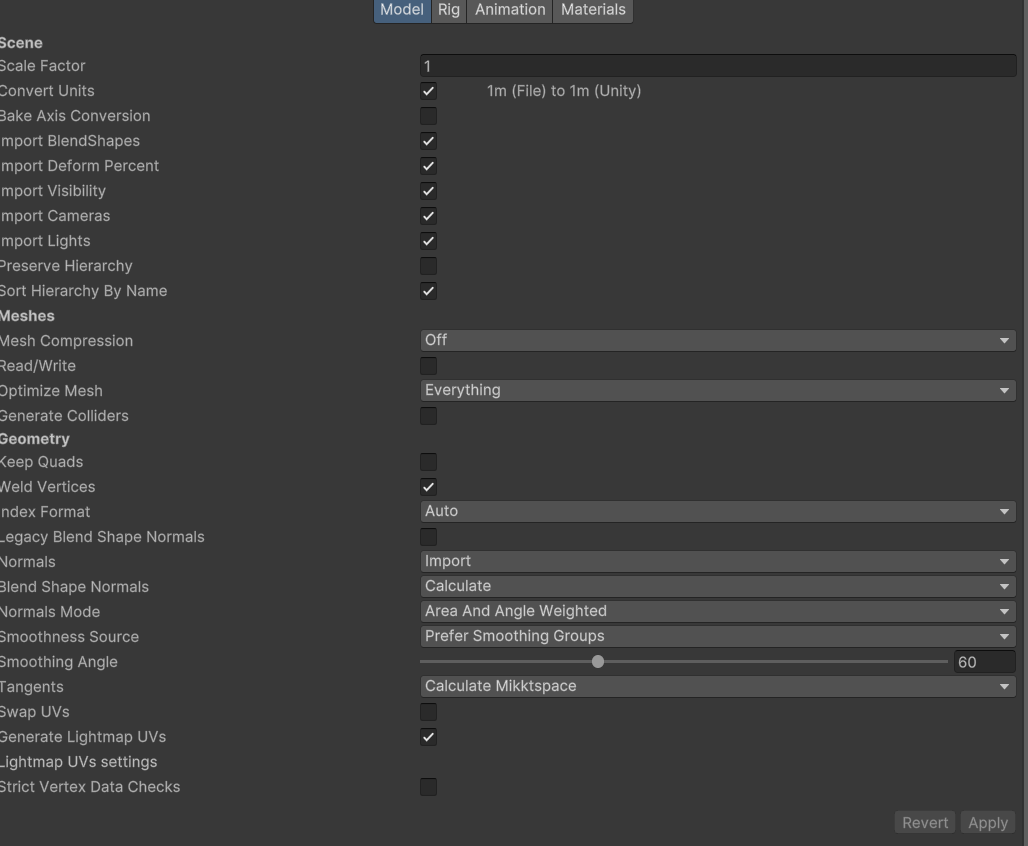 Model Rig Animation Materials
Scene
Scale Factor 1
Convert Units 1m (File) to 1m (Unity)
Bake Axis Conversion
mport BlendShapes
mport Deform Percent
mport Visibility
mport Cameras
mport Lights
Preserve Hierarchy
Sort Hierarchy By Name
Meshes
Mesh Compression Off
Read/Write
Optimize Mesh Everything
Generate Colliders
Geometry
Keep Quads
Weld Vertices
ndex Format Auto
Legacy Blend Shape Normals
Normals Import
Blend Shape Normals Calculate
Normals Mode Area And Angle Weighted
Smoothness Source Prefer Smoothing Groups
Smoothing Angle 60
Tangents Calculate Mikktspace
Swap UVs
Generate Lightmap UVs
Lightmap UVs settings
Strict Vertex Data Checks
Revert Apply